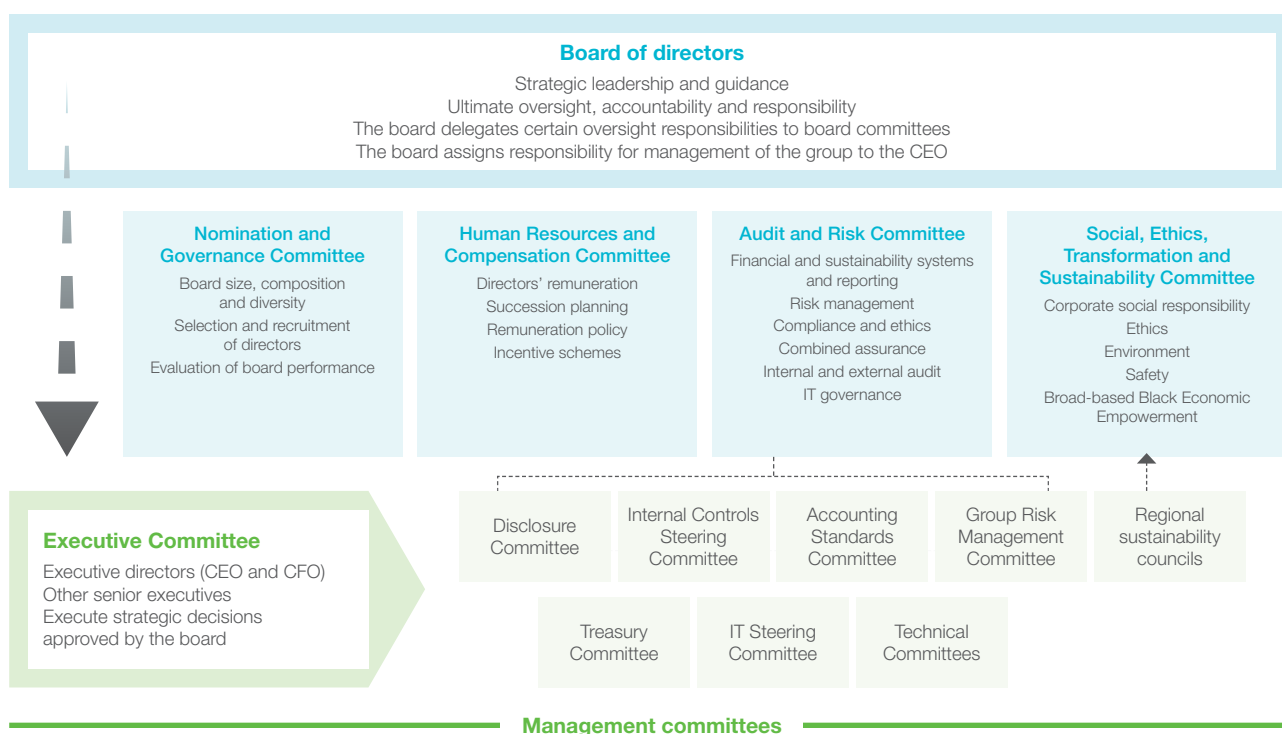 Board of directors
Strategic leadership and guidance
Ultimate oversight, accountability and responsibility
The board delegates certain oversight responsibilities to board committees
The board assigns responsibility for management of the group to the CEO
Nomination and
Governance Committee
Board size, composition
and diversity
Selection and recruitment
of directors
Evaluation of board performance
Human Resources and
Compensation Committee
Directors’ remuneration
Succession planning
Remuneration policy
Incentive schemes
Audit and Risk Committee
Financial and sustainability systems
and reporting
Risk management
Compliance and ethics
Combined assurance
Internal and external audit
IT governance
Social, Ethics,
Transformation and
Sustainability Committee
Corporate social responsibility
Ethics
Environment
Safety
Broad-based Black Economic
Empowerment
Executive Committee
Executive directors (CEO and CFO)
Other senior executives
Execute strategic decisions
approved by the board
Disclosure
Committee
Internal Controls
Steering
Committee
Accounting
Standards
Committee
Group Risk
Management
Committee
Regional
sustainability
councils
Treasury
Committee
IT Steering
Committee
Technical
Committees
Management committees